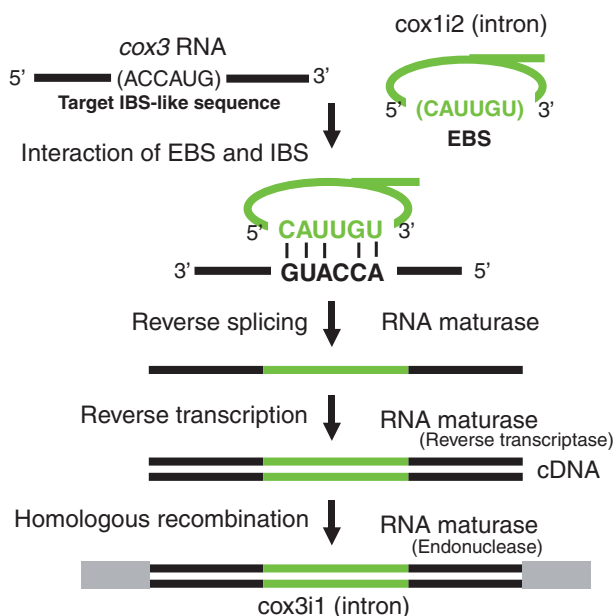 cox3 RNA
cox1i2 (intron)
5’ (ACCAUG) 3’
Target IBS-like sequence
5’ (CAUUGU) 3’
EBS
Interaction of EBS and IBS
5’ CAUUGU 3’
3’ GUACCA 5’
Reverse splicing RNA maturase
Reverse transcription RNA maturase
(Reverse transcriptase)
cDNA
Homologous recombination RNA maturase
(Endonuclease)
cox3i1 (intron)